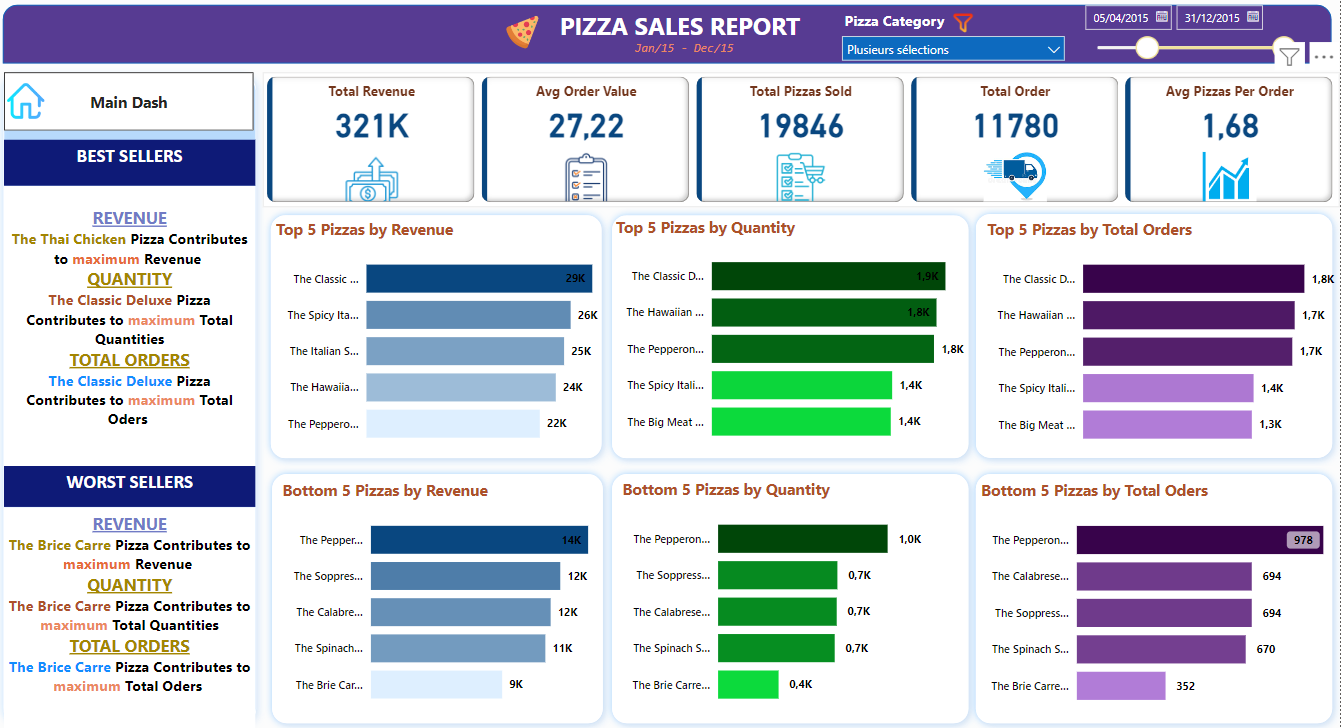 PIZZA SALES REPORT
Jan/15 - Dec/15
Pizza Category
Plusieurs sélections
05/04/2015
31/12/2015
Main Dash
BEST SELLERS
REVENUE
The Thai Chicken Pizza Contributes
to maximum Revenue
QUANTITY
The Classic Deluxe Pizza
Contributes to maximum Total
Quantities
TOTAL ORDERS
The Classic Deluxe Pizza
Contributes to maximum Total
Oders
WORST SELLERS
REVENUE
The Brice Carre Pizza Contributes to
maximum Revenue
QUANTITY
The Brice Carre Pizza Contributes to
maximum Total Quantities
TOTAL ORDERS
The Brice Carre Pizza Contributes to
maximum Total Oders
Total Revenue
321K
Avg Order Value
27,22
Total Pizzas Sold
19846
Total Order
11780
Avg Pizzas Per Order
1,68
Top 5 Pizzas by Revenue
The Classic ... 29K
The Spicy Ita... 26K
The Italian S... 25K
The Hawaiia... 24K
The Peppero... 22K
Top 5 Pizzas by Quantity
The Classic D... 1,9K
The Hawaiian ... 1,8K
The Pepperon... 1,8K
The Spicy Itali... 1,4K
The Big Meat ... 1,4K
Top 5 Pizzas by Total Orders
The Classic D... 1,8K
The Hawaiian ... 1,7K
The Pepperon... 1,7K
The Spicy Itali... 1,4K
The Big Meat ... 1,3K
Bottom 5 Pizzas by Revenue
The Pepper... 14K
The Soppres... 12K
The Calabre... 12K
The Spinach... 11K
The Brie Car... 9K
Bottom 5 Pizzas by Quantity
The Pepperon... 1,0K
The Soppress... 0,7K
The Calabrese... 0,7K
The Spinach S... 0,7K
The Brie Carre... 0,4K
Bottom 5 Pizzas by Total Oders
The Pepperon... 978
The Calabrese... 694
The Soppress... 694
The Spinach S... 670
The Brie Carre... 352